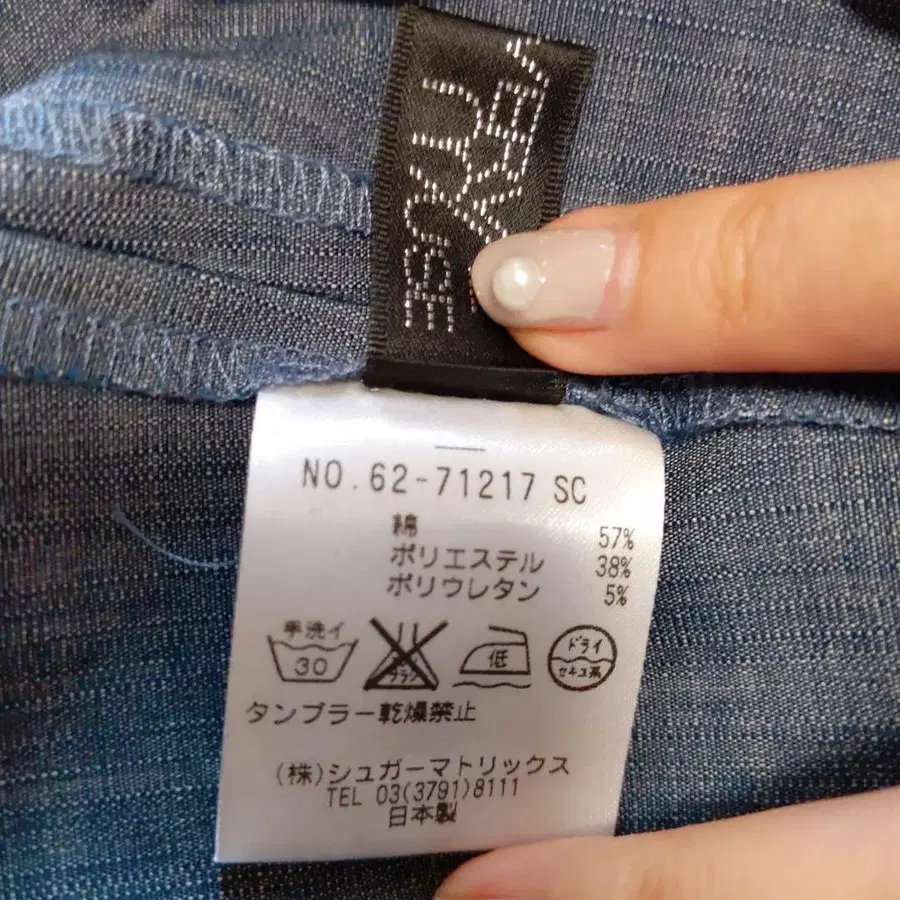 NO.62-71217 SC
綿 57%
ポリエステル 38%
ポリウレタン 5%
手洗イ
30
低
ドライ
セキユ系
タンブラー乾燥禁止
(株)シュガーマトリックス
TEL 03(3791)8111
日本製